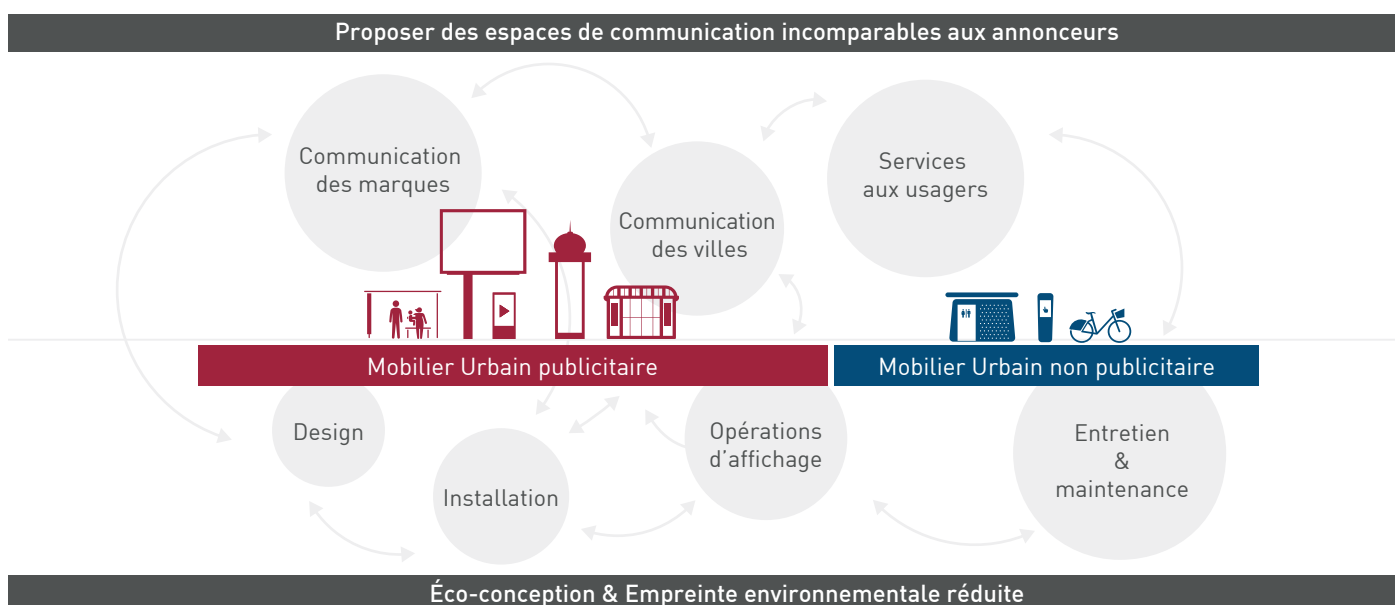 Proposer des espaces de communication incomparables aux annonceurs
Communication
des marques
Communication
des villes
Services
aux usagers
Mobilier Urbain publicitaire
Mobilier Urbain non publicitaire
Design
Installation
Opérations
d'affichage
Entretien
&
maintenance
Éco-conception & Empreinte environnementale réduite